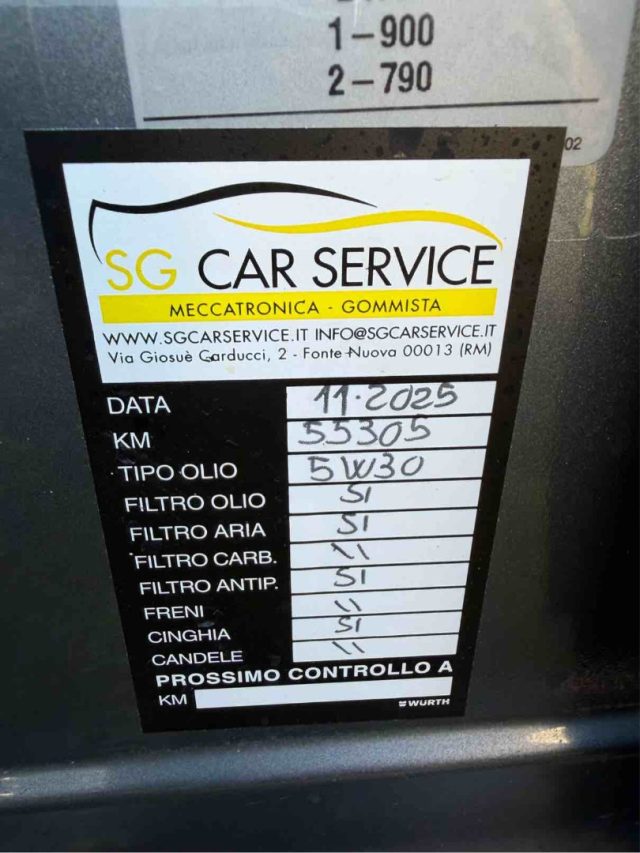 1-900
2-790
02
SG CAR SERVICE
MECCATRONICA - GOMMISTA
WWW.SGCARSERVICE.IT INFO@SGCARSERVICE.IT
Via Giosuè Carducci, 2 - Fonte Nuova 00013 (RM)
DATA 11.2025
KM 55305
TIPO OLIO 5W30
FILTRO OLIO SI
FILTRO ARIA SI
FILTRO CARB. \\
FILTRO ANTIP. SI
FRENI \\
CINGHIA SI
CANDELE \\
PROSSIMO CONTROLLO A
KM
WURTH